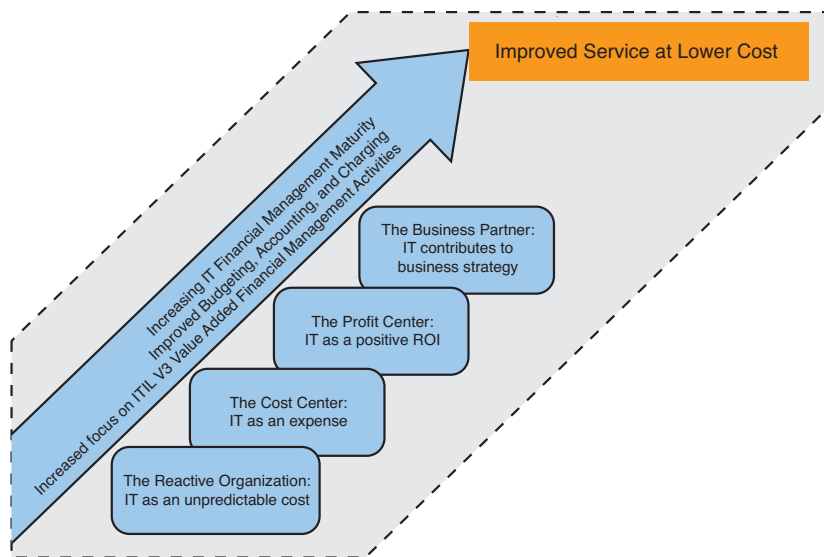 Improved Service at Lower Cost
Increasing IT Financial Management Maturity
Improved Budgeting, Accounting, and Charging
Increased focus on ITIL V3 Value Added Financial Management Activities
The Business Partner:
IT contributes to
business strategy
The Profit Center:
IT as a positive ROI
The Cost Center:
IT as an expense
The Reactive Organization:
IT as an unpredictable cost